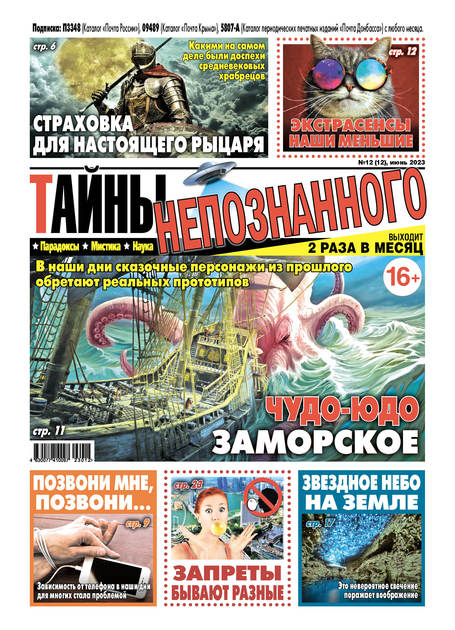 Подписка: П3348 (Каталог «Почта России»), 09489 (Каталог «Почта Крыма»), 5807-А (Каталог периодических печатных изданий «Почта Донбасса») с любого месяца.
стр. 6
Какими на самом
деле были доспехи
средневековых
храбрецов
СТРАХОВКА
ДЛЯ НАСТОЯЩЕГО РЫЦАРЯ
стр. 12
ЭКСТРАСЕНСЫ
НАШИ МЕНЬШИЕ
№12 (12), июнь 2023
ТАЙНЫ
НЕПОЗНАННОГО
★ Парадоксы ★ Мистика ★ Наука
ВЫХОДИТ
2 РАЗА В МЕСЯЦ
В наши дни сказочные персонажи из прошлого
обретают реальных прототипов
16+
ЧУДО-ЮДО
ЗАМОРСКОЕ
стр. 11
ПОЗВОНИ МНЕ,
ПОЗВОНИ...
стр. 9
Зависимость от телефона в наши дни
для многих стала проблемой
стр. 20
ЗАПРЕТЫ
БЫВАЮТ РАЗНЫЕ
ЗВЕЗДНОЕ НЕБО
НА ЗЕМЛЕ
стр. 17
Это невероятное свечение
поражает воображение